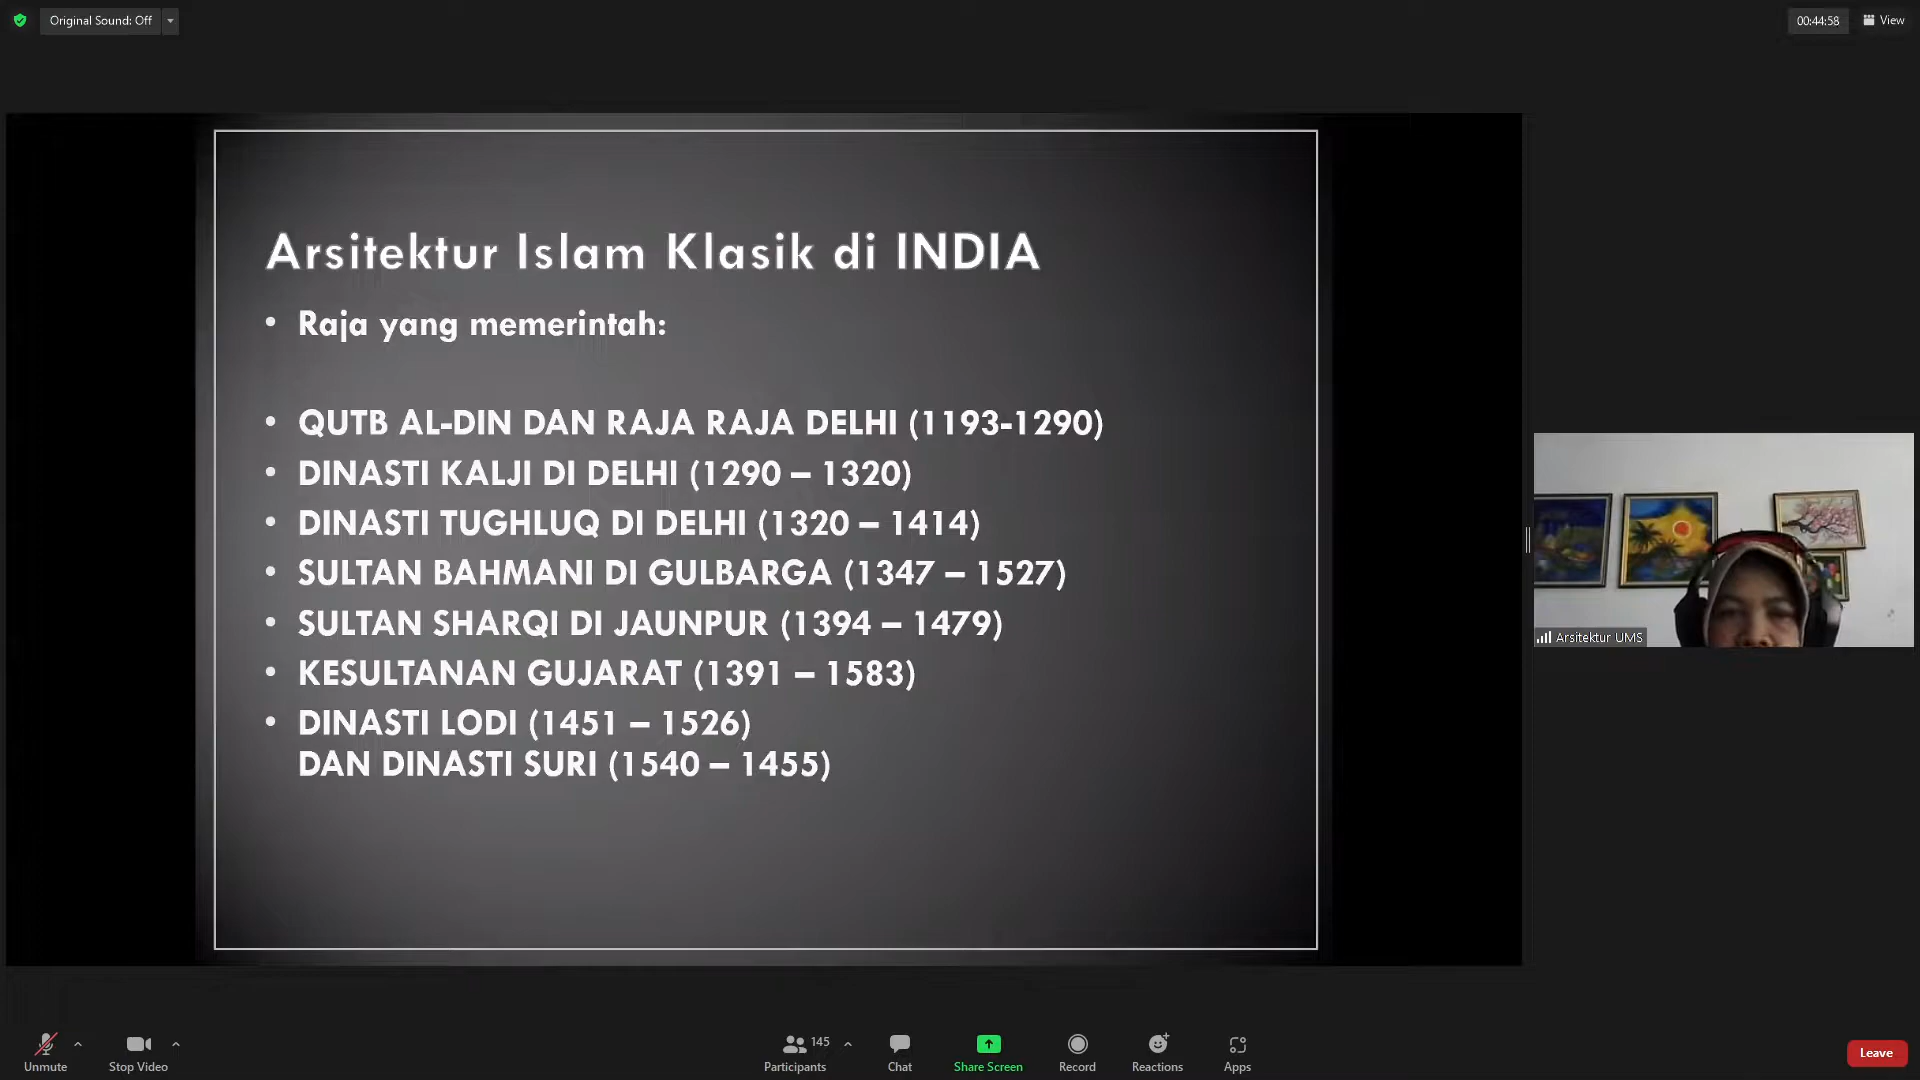 Original Sound: Off
00:44:58
View
Arsitektur Islam Klasik di INDIA
• Raja yang memerintah:
• QUTB AL-DIN DAN RAJA RAJA DELHI (1193-1290)
• DINASTI KALJI DI DELHI (1290 – 1320)
• DINASTI TUGHLUQ DI DELHI (1320 – 1414)
• SULTAN BAHMANI DI GULBARGA (1347 – 1527)
• SULTAN SHARQI DI JAUNPUR (1394 – 1479)
• KESULTANAN GUJARAT (1391 – 1583)
• DINASTI LODI (1451 – 1526)
DAN DINASTI SURI (1540 – 1455)
Arsitektur UMS
Unmute
Stop Video
Participants
145
Chat
Share Screen
Record
Reactions
Apps
Leave